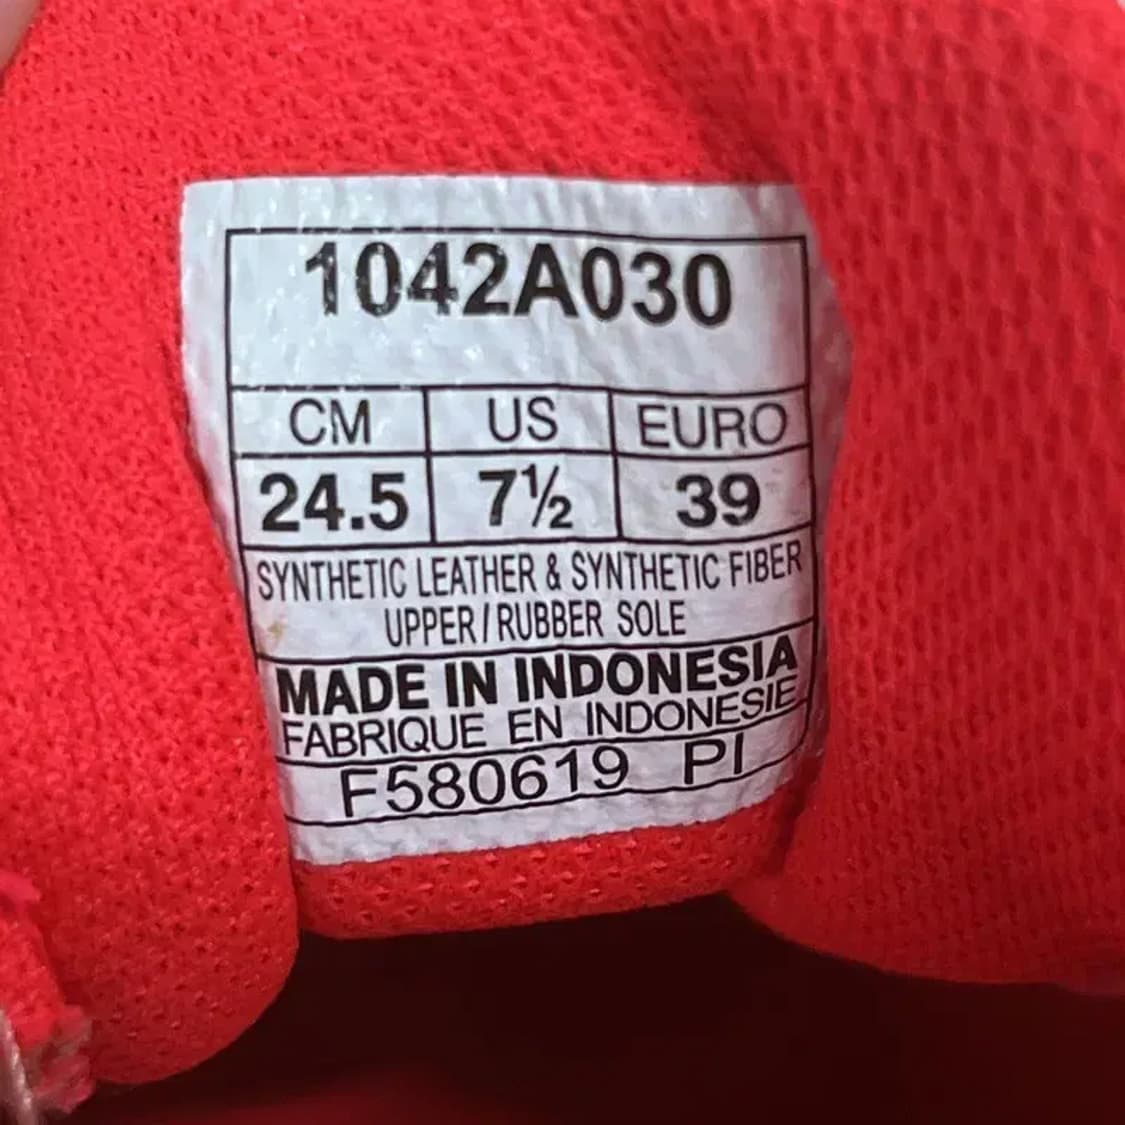 1042A030
CM US EURO
24.5 7½ 39
SYNTHETIC LEATHER & SYNTHETIC FIBER
UPPER / RUBBER SOLE
MADE IN INDONESIA
FABRIQUE EN INDONESIE
F580619 PI